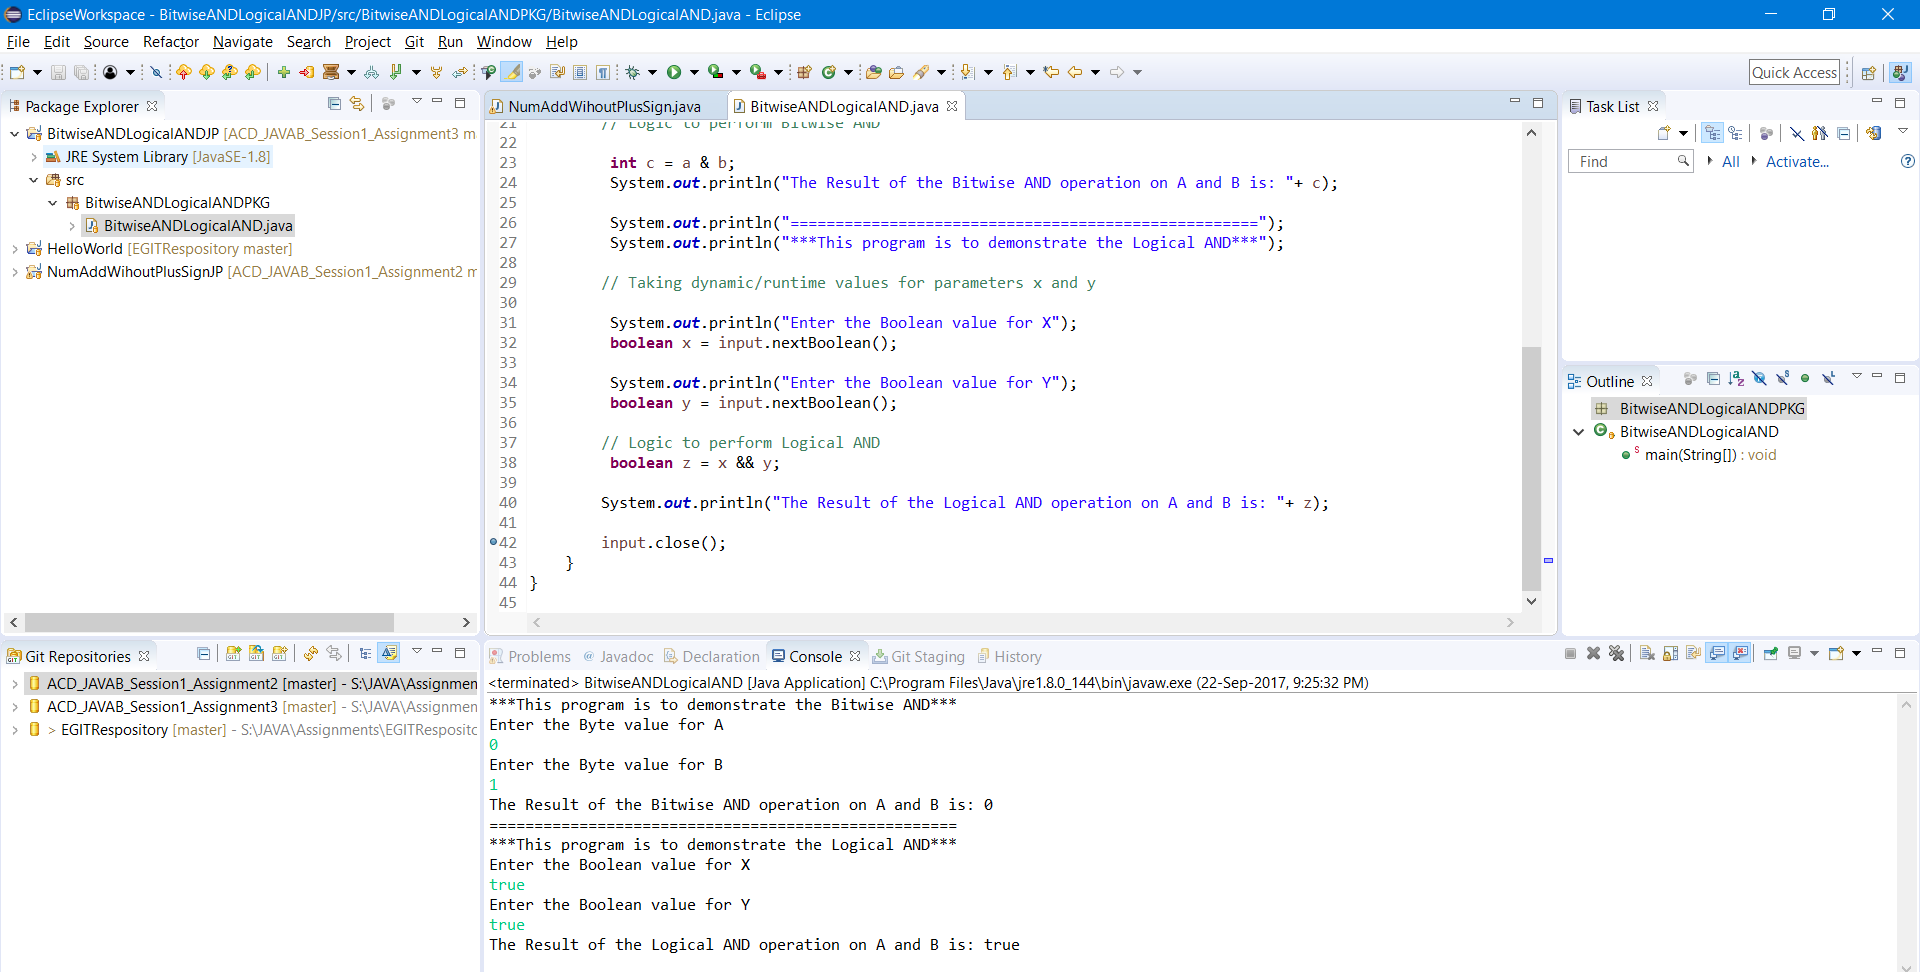 EclipseWorkspace - BitwiseANDLogicalANDJP/src/BitwiseANDLogicalANDPKG/BitwiseANDLogicalAND.java - Eclipse
File Edit Source Refactor Navigate Search Project Git Run Window Help
Quick Access
Package Explorer
BitwiseANDLogicalANDJP [ACD_JAVAB_Session1_Assignment3 m
JRE System Library [JavaSE-1.8]
src
BitwiseANDLogicalANDPKG
BitwiseANDLogicalAND.java
HelloWorld [EGITRespository master]
NumAddWihoutPlusSignJP [ACD_JAVAB_Session1_Assignment2 m
NumAddWihoutPlusSign.java BitwiseANDLogicalAND.java
21 // Logic to perform Bitwise AND
22
23 int c = a & b;
24 System.out.println("The Result of the Bitwise AND operation on A and B is: "+ c);
25
26 System.out.println("====================================================");
27 System.out.println("***This program is to demonstrate the Logical AND***");
28
29 // Taking dynamic/runtime values for parameters x and y
30
31 System.out.println("Enter the Boolean value for X");
32 boolean x = input.nextBoolean();
33
34 System.out.println("Enter the Boolean value for Y");
35 boolean y = input.nextBoolean();
36
37 // Logic to perform Logical AND
38 boolean z = x && y;
39
40 System.out.println("The Result of the Logical AND operation on A and B is: "+ z);
41
42 input.close();
43 }
44 }
45
Task List
Find All Activate...
Outline
BitwiseANDLogicalANDPKG
BitwiseANDLogicalAND
main(String[]) : void
Git Repositories
ACD_JAVAB_Session1_Assignment2 [master] - S:\JAVA\Assignmen
ACD_JAVAB_Session1_Assignment3 [master] - S:\JAVA\Assignmen
> EGITRespository [master] - S:\JAVA\Assignments\EGITRespositc
Problems @ Javadoc Declaration Console Git Staging History
<terminated> BitwiseANDLogicalAND [Java Application] C:\Program Files\Java\jre1.8.0_144\bin\javaw.exe (22-Sep-2017, 9:25:32 PM)
***This program is to demonstrate the Bitwise AND***
Enter the Byte value for A
0
Enter the Byte value for B
1
The Result of the Bitwise AND operation on A and B is: 0
====================================================
***This program is to demonstrate the Logical AND***
Enter the Boolean value for X
true
Enter the Boolean value for Y
true
The Result of the Logical AND operation on A and B is: true